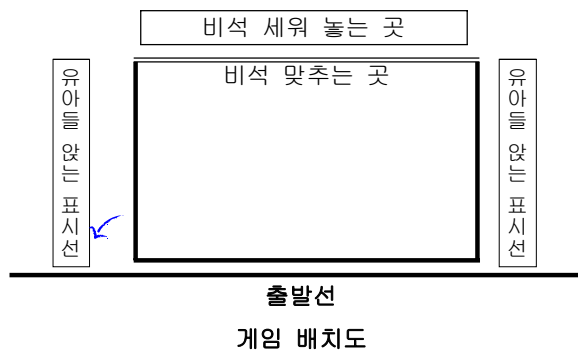 비석 세워 놓는 곳
비석 맞추는 곳
유아들 앉는 표시선
유아들 앉는 표시선
출발선
게임 배치도